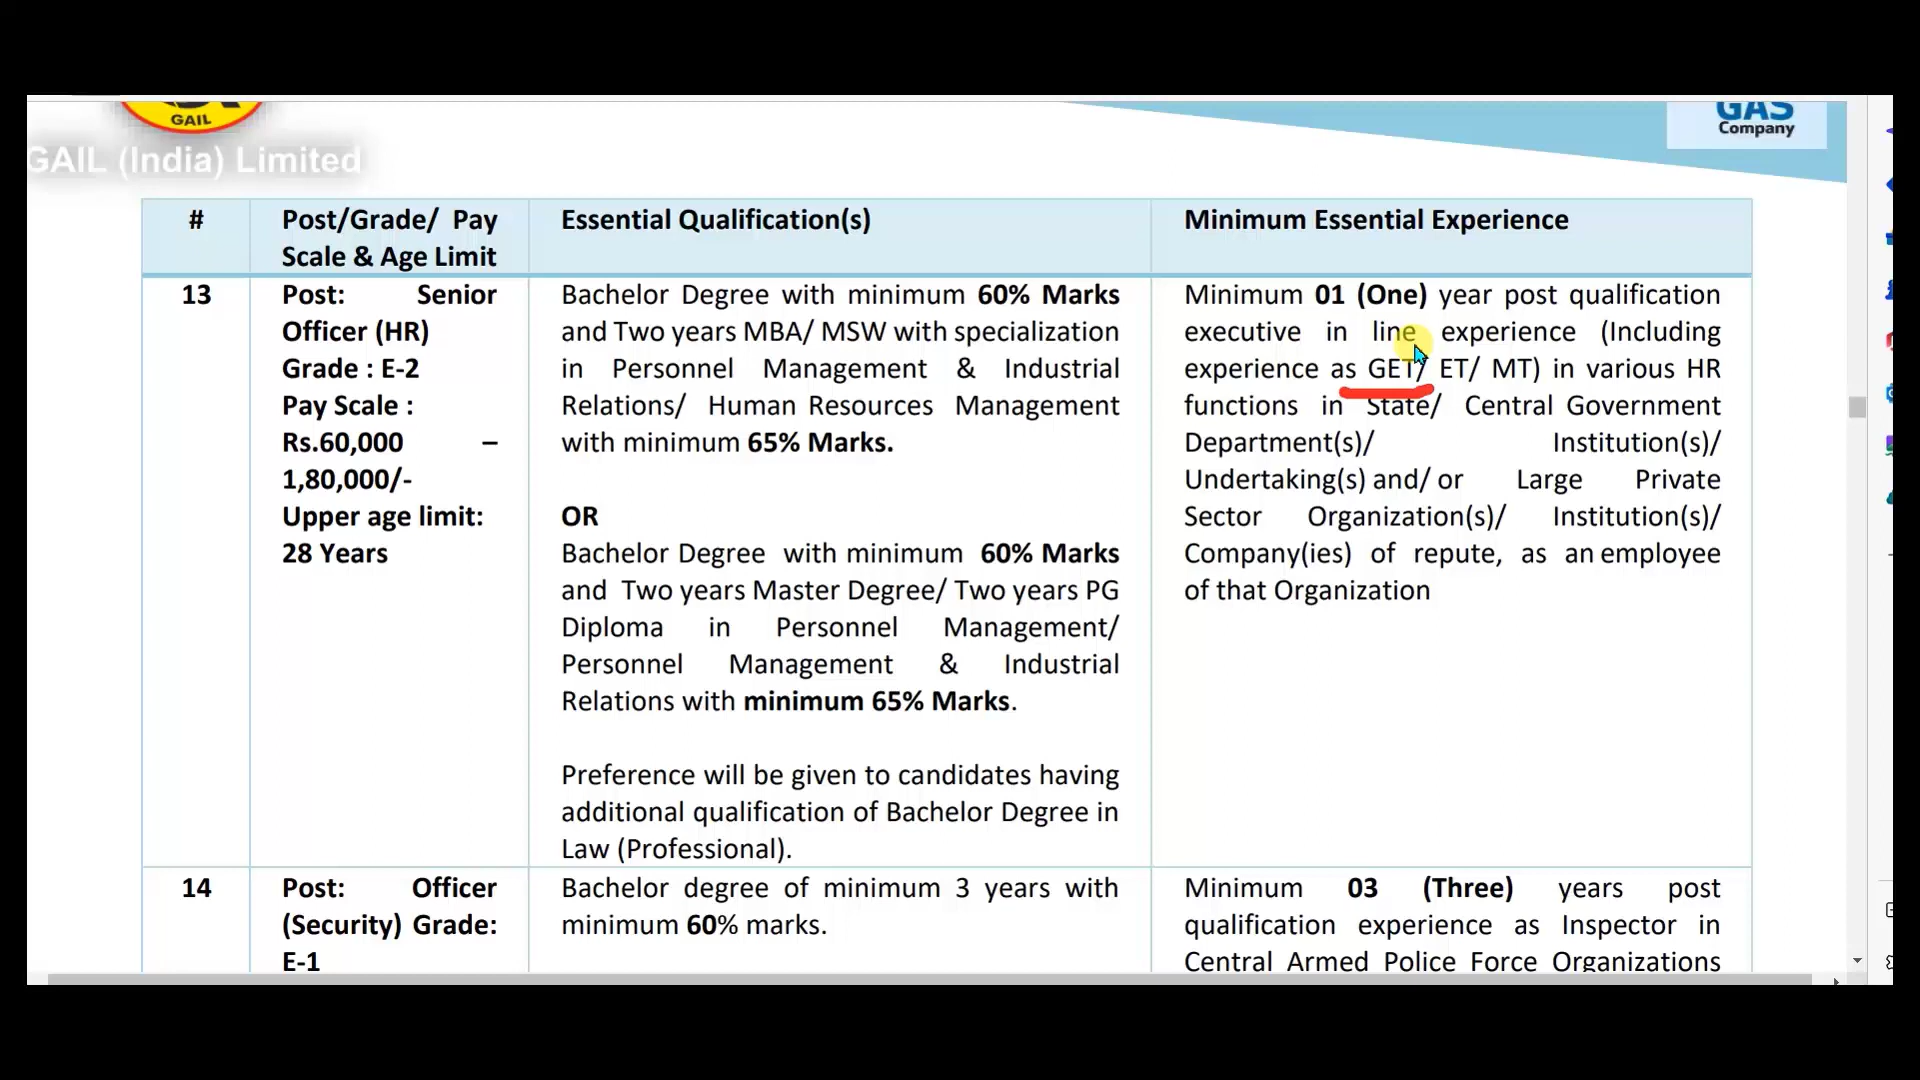 GAIL
GAIL (India) Limited
GAS
Company
#
Post/Grade/ Pay
Scale & Age Limit
Essential Qualification(s)
Minimum Essential Experience
13
Post: Senior
Officer (HR)
Grade : E-2
Pay Scale :
Rs.60,000 –
1,80,000/-
Upper age limit:
28 Years
Bachelor Degree with minimum 60% Marks
and Two years MBA/ MSW with specialization
in Personnel Management & Industrial
Relations/ Human Resources Management
with minimum 65% Marks.
OR
Bachelor Degree with minimum 60% Marks
and Two years Master Degree/ Two years PG
Diploma in Personnel Management/
Personnel Management & Industrial
Relations with minimum 65% Marks.
Preference will be given to candidates having
additional qualification of Bachelor Degree in
Law (Professional).
Minimum 01 (One) year post qualification
executive in line experience (Including
experience as GET/ ET/ MT) in various HR
functions in State/ Central Government
Department(s)/ Institution(s)/
Undertaking(s) and/ or Large Private
Sector Organization(s)/ Institution(s)/
Company(ies) of repute, as an employee
of that Organization
14
Post: Officer
(Security) Grade:
E-1
Bachelor degree of minimum 3 years with
minimum 60% marks.
Minimum 03 (Three) years post
qualification experience as Inspector in
Central Armed Police Force Organizations